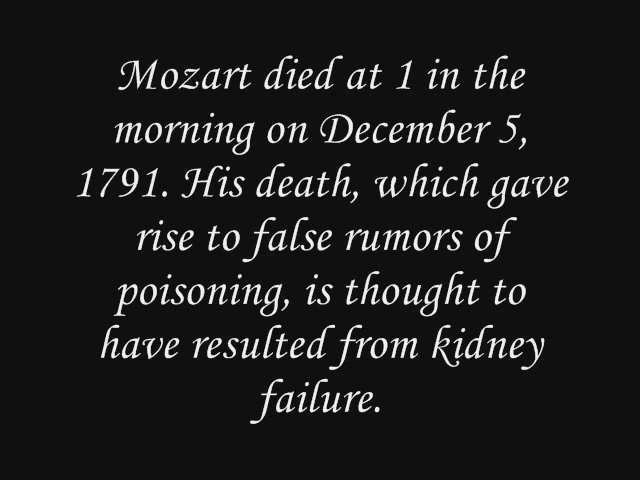 Mozart died at 1 in the
morning on December 5,
1791. His death, which gave
rise to false rumors of
poisoning, is thought to
have resulted from kidney
failure.